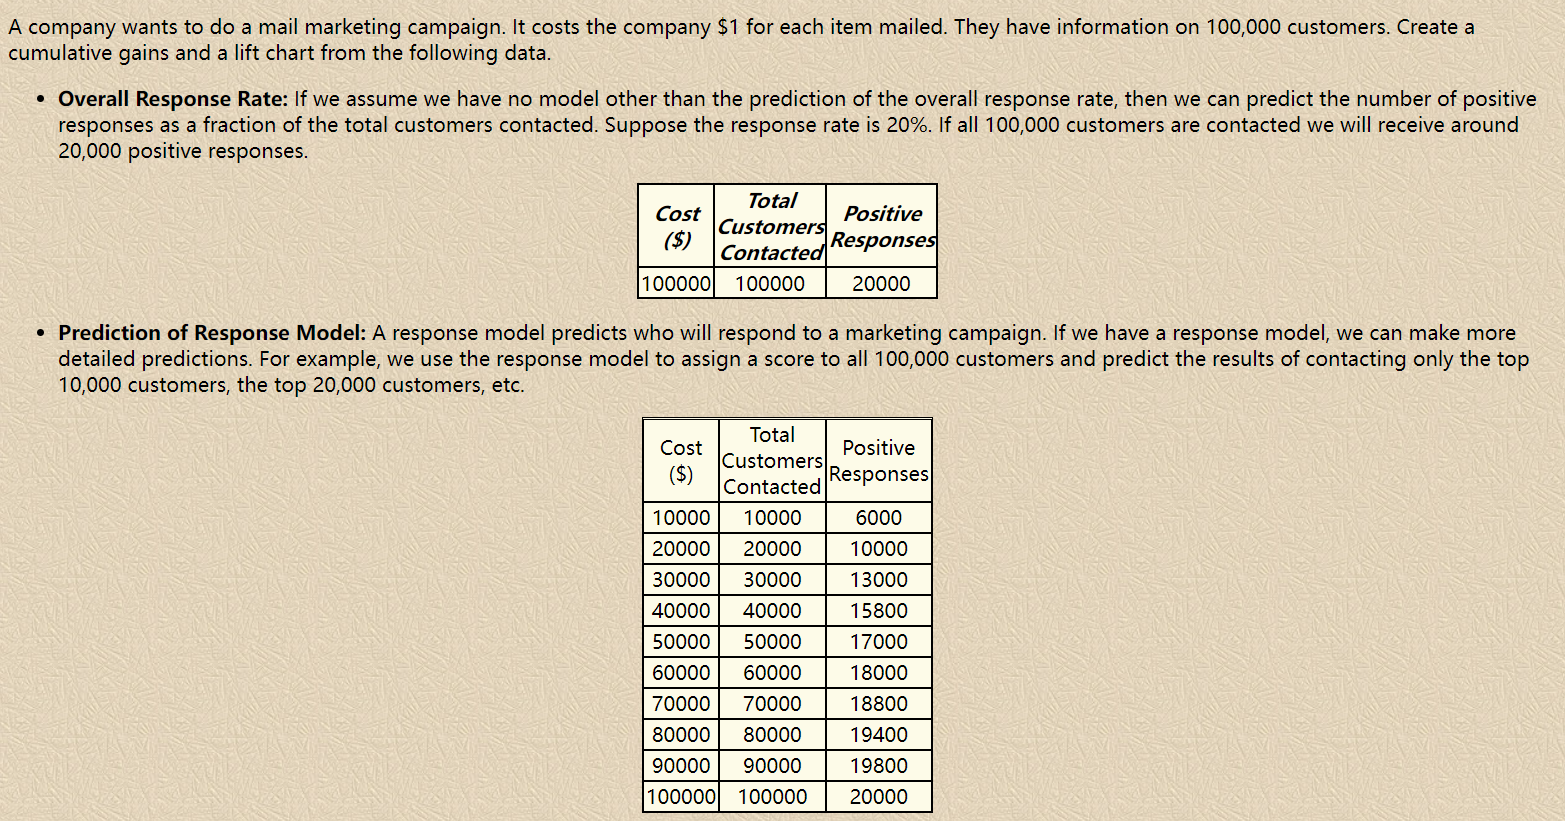 A company wants to do a mail marketing campaign. It costs the company $1 for each item mailed. They have information on 100,000 customers. Create a
cumulative gains and a lift chart from the following data.
• Overall Response Rate: If we assume we have no model other than the prediction of the overall response rate, then we can predict the number of positive
responses as a fraction of the total customers contacted. Suppose the response rate is 20%. If all 100,000 customers are contacted we will receive around
20,000 positive responses.
Cost ($) Total Customers Contacted Positive Responses
100000 100000 20000
• Prediction of Response Model: A response model predicts who will respond to a marketing campaign. If we have a response model, we can make more
detailed predictions. For example, we use the response model to assign a score to all 100,000 customers and predict the results of contacting only the top
10,000 customers, the top 20,000 customers, etc.
Cost ($) Total Customers Contacted Positive Responses
10000 10000 6000
20000 20000 10000
30000 30000 13000
40000 40000 15800
50000 50000 17000
60000 60000 18000
70000 70000 18800
80000 80000 19400
90000 90000 19800
100000 100000 20000